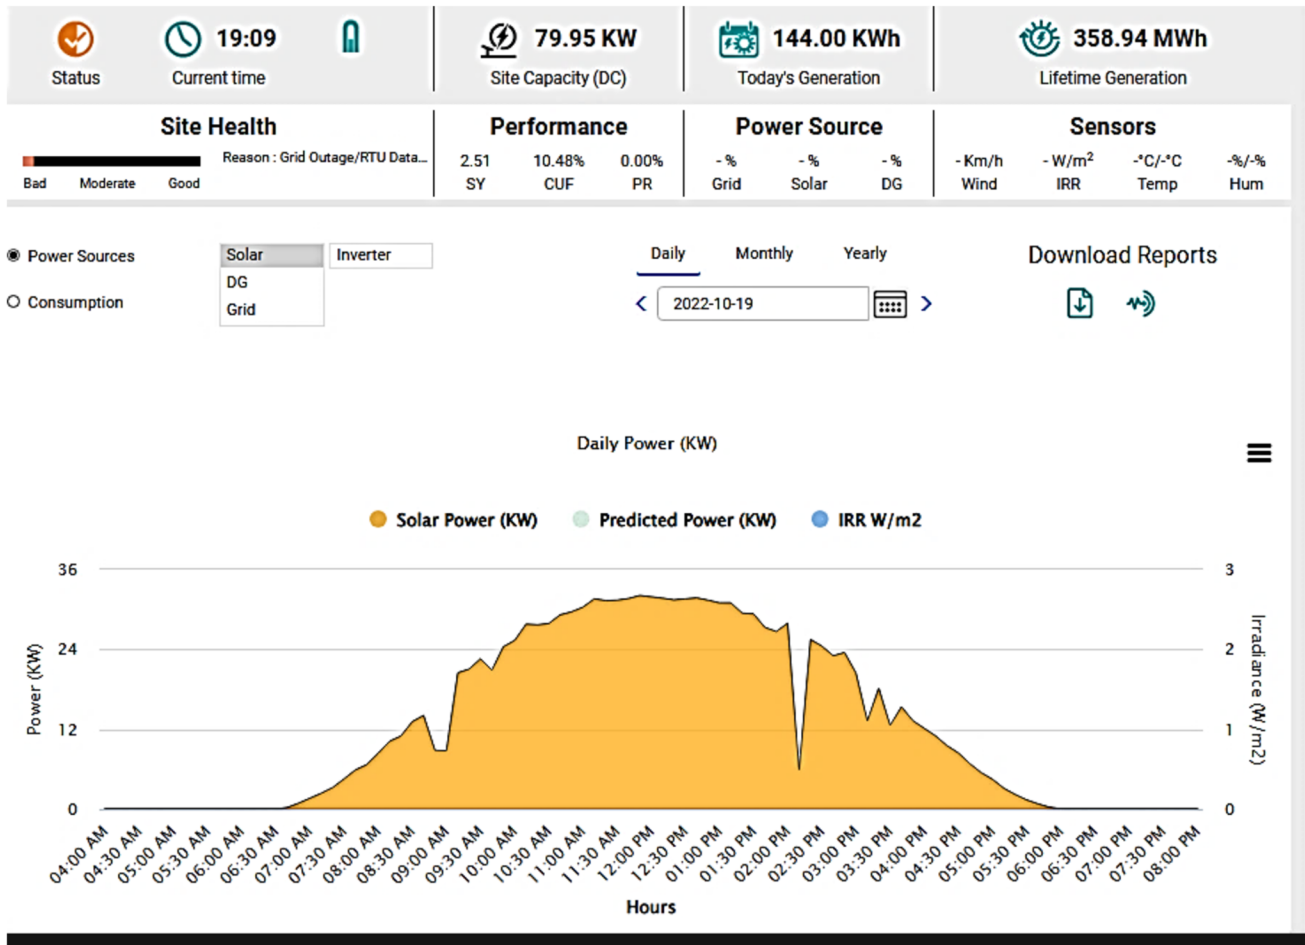 19:09
79.95 KW
144.00 KWh
358.94 MWh
Status
Current time
Site Capacity (DC)
Today's Generation
Lifetime Generation
Site Health
Performance
Power Source
Sensors
Reason : Grid Outage/RTU Data...
2.51 10.48% 0.00%
- % - % - %
- Km/h - W/m² -°C/-°C -%/-%
Bad Moderate Good
SY CUF PR
Grid Solar DG
Wind IRR Temp Hum
Power Sources
Solar
Inverter
Daily Monthly Yearly
Download Reports
DG
Consumption
Grid
< 2022-10-19 >
Daily Power (KW)
Solar Power (KW) Predicted Power (KW) IRR W/m2
36
24
12
0
Power (KW)
3
2
1
0
Irradiance (W/m2)
04:00 AM
04:30 AM
05:00 AM
05:30 AM
06:00 AM
06:30 AM
07:00 AM
07:30 AM
08:00 AM
08:30 AM
09:00 AM
09:30 AM
10:00 AM
10:30 AM
11:00 AM
11:30 AM
12:00 PM
12:30 PM
01:00 PM
01:30 PM
02:00 PM
02:30 PM
03:00 PM
03:30 PM
04:00 PM
04:30 PM
05:00 PM
05:30 PM
06:00 PM
06:30 PM
07:00 PM
07:30 PM
08:00 PM
Hours